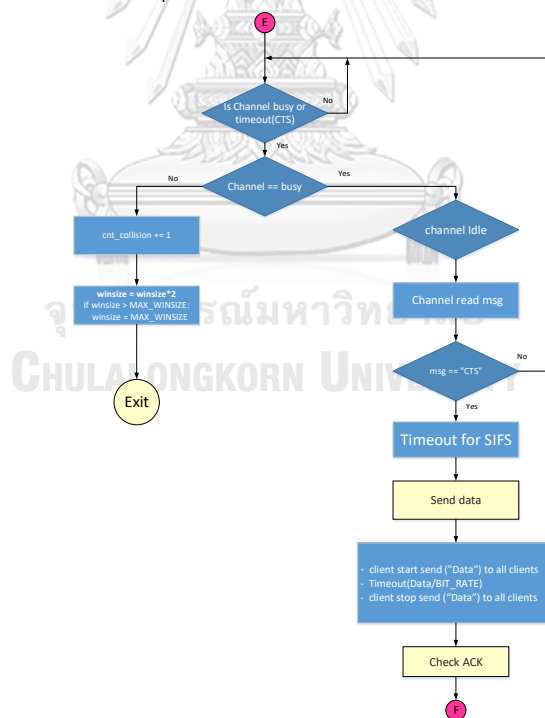 E
Is Channel busy or
timeout(CTS)
No
Yes
Channel == busy
No
Yes
cnt_collision += 1
channel Idle
winsize = winsize*2
if winsize > MAX_WINSIZE:
winsize = MAX_WINSIZE
Channel read msg
CHULALONGKORN UNIVERSITY
msg == "CTS"
No
Yes
Exit
Timeout for SIFS
Send data
- client start send ("Data") to all clients
- Timeout(Data/BIT_RATE)
- client stop send ("Data") to all clients
Check ACK
F